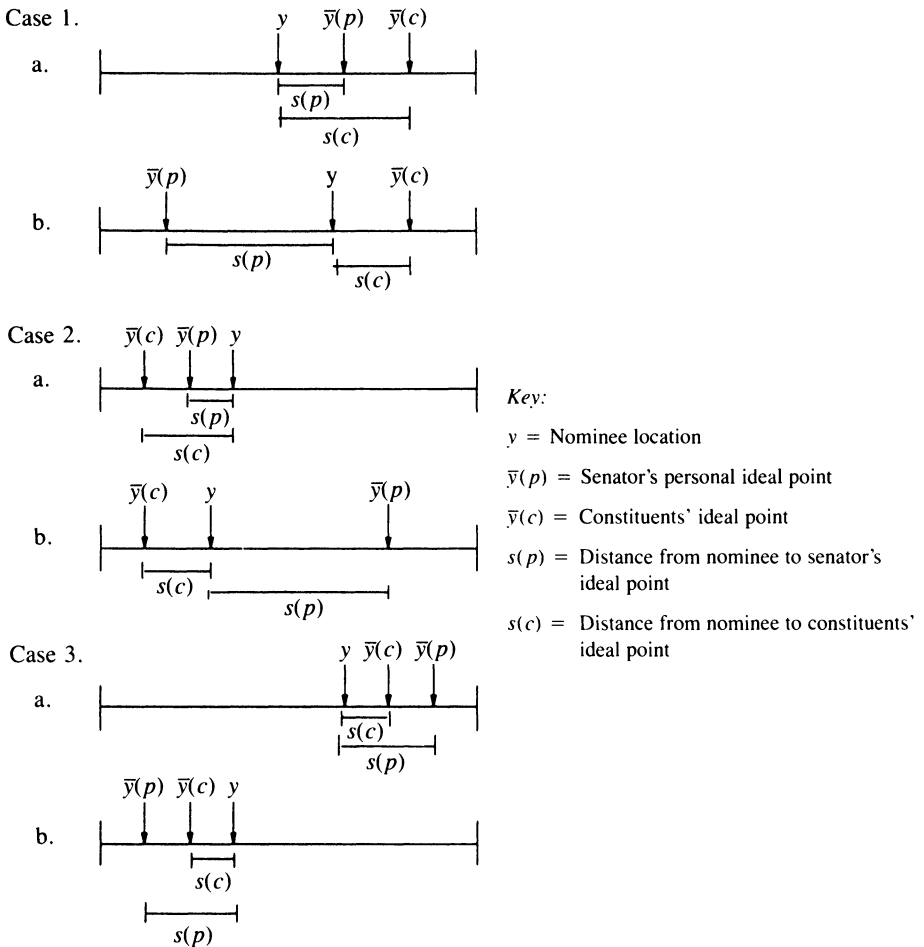 Case 1.
y ȳ(p) ȳ(c)
a.
s(p)
s(c)
ȳ(p) y ȳ(c)
b.
s(p)
s(c)
Case 2.
ȳ(c) ȳ(p) y
a.
s(p)
s(c)
ȳ(c) y ȳ(p)
b.
s(c)
s(p)
Case 3.
y ȳ(c) ȳ(p)
a.
s(c)
s(p)
ȳ(p) ȳ(c) y
b.
s(c)
s(p)
Key:
y = Nominee location
ȳ(p) = Senator's personal ideal point
ȳ(c) = Constituents' ideal point
s(p) = Distance from nominee to senator's
ideal point
s(c) = Distance from nominee to constituents'
ideal point